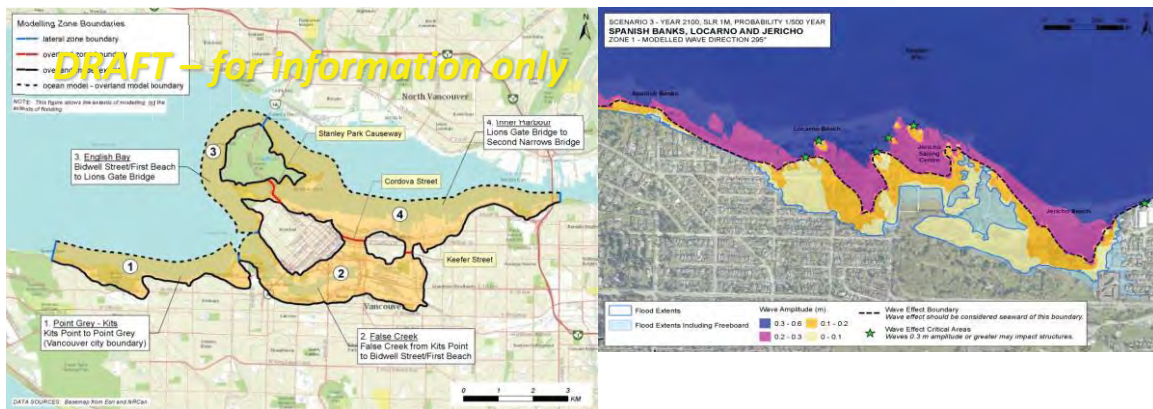 Modelling Zone Boundaries
lateral zone boundary
ocean model - overland model boundary
NOTE: This figure shows the extents of modelling, not the
extents of flooding
DRAFT – for information only
North Vancouver
Stanley Park Causeway
4. Inner Harbour
Lions Gate Bridge to
Second Narrows Bridge
3
3. English Bay
Bidwell Street/First Beach
to Lions Gate Bridge
Cordova Street
4
Keefer Street
1
2
Vancouver
1. Point Grey - Kits
Kits Point to Point Grey
(Vancouver city boundary)
2. False Creek
False Creek from Kits Point
to Bidwell Street/First Beach
0 1 2 3
KM
DATA SOURCES: Basemap from Esri and NRCan
N
SCENARIO 3 - YEAR 2100, SLR 1M, PROBABILITY 1/500 YEAR
SPANISH BANKS, LOCARNO AND JERICHO
ZONE 1 - MODELLED WAVE DIRECTION 295°
Spanish Banks
Locarno Beach
Jericho
Sailing
Centre
Jericho Beach
Flood Extents
Flood Extents Including Freeboard
Wave Amplitude (m)
0.3 - 0.6
0.2 - 0.3
0.1 - 0.2
0 - 0.1
Wave Effect Boundary
Wave effect should be considered seaward of this boundary.
Wave Effect Critical Areas
Waves 0.3 m amplitude or greater may impact structures.